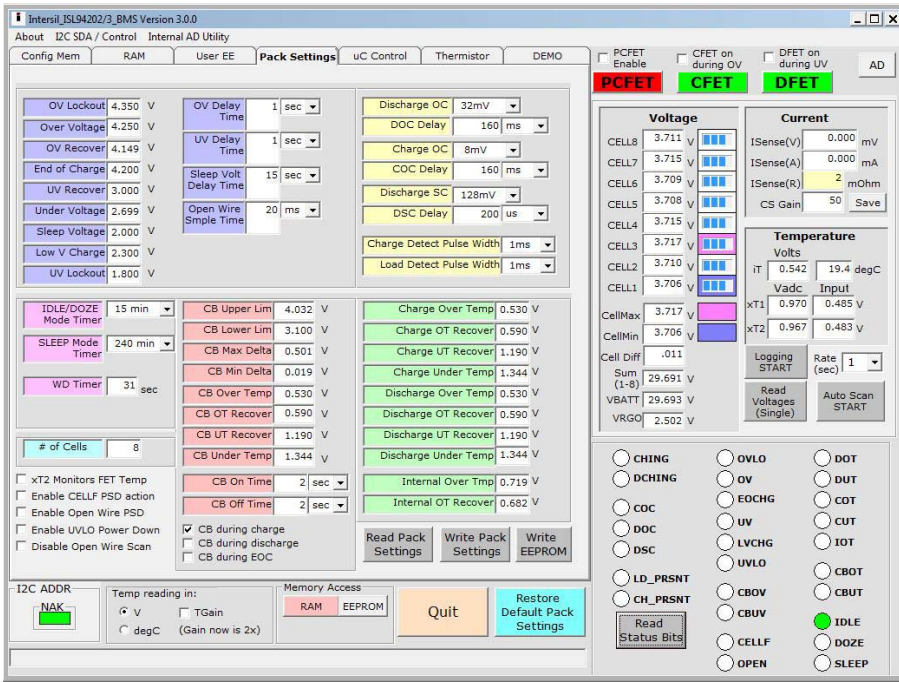 Intersil_ISL94202/3_BMS Version 3.0.0
About I2C SDA / Control Internal AD Utility
Config Mem RAM User EE Pack Settings uC Control Thermistor DEMO
OV Lockout 4.350 V
Over Voltage 4.250 V
OV Recover 4.149 V
End of Charge 4.200 V
UV Recover 3.000 V
Under Voltage 2.699 V
Sleep Voltage 2.000 V
Low V Charge 2.300 V
UV Lockout 1.800 V
OV Delay 1 sec
Time
UV Delay 1 sec
Time
Sleep Volt 15 sec
Delay Time
Open Wire 20 ms
Smple Time
Discharge OC 32mV
DOC Delay 160 ms
Charge OC 8mV
COC Delay 160 ms
Discharge SC 128mV
DSC Delay 200 us
Charge Detect Pulse Width 1ms
Load Detect Pulse Width 1ms
IDLE/DOZE 15 min
Mode Timer
SLEEP Mode 240 min
Timer
WD Timer 31 sec
# of Cells 8
xT2 Monitors FET Temp
Enable CELLF PSD action
Enable Open Wire PSD
Enable UVLO Power Down
Disable Open Wire Scan
CB Upper Lim 4.032 V
CB Lower Lim 3.100 V
CB Max Delta 0.501 V
CB Min Delta 0.019 V
CB Over Temp 0.530 V
CB OT Recover 0.590 V
CB UT Recover 1.190 V
CB Under Temp 1.344 V
CB On Time 2 sec
CB Off Time 2 sec
CB during charge
CB during discharge
CB during EOC
Charge Over Temp 0.530 V
Charge OT Recover 0.590 V
Charge UT Recover 1.190 V
Charge Under Temp 1.344 V
Discharge Over Temp 0.530 V
Discharge OT Recover 0.590 V
Discharge UT Recover 1.190 V
Discharge Under Temp 1.344 V
Internal Over Tmp 0.719 V
Internal OT Recover 0.682 V
Read Pack
Settings
Write Pack
Settings
Write
EEPROM
I2C ADDR
NAK
Temp reading in:
V TGain
degC (Gain now is 2x)
Memory Access
RAM EEPROM
Quit
Restore
Default Pack
Settings
PCFET
Enable
CFET on
during OV
DFET on
during UV
AD
PCFET CFET DFET
Voltage
CELL8 3.711 V
CELL7 3.715 V
CELL6 3.709 V
CELL5 3.708 V
CELL4 3.715 V
CELL3 3.717 V
CELL2 3.710 V
CELL1 3.706 V
CellMax 3.717 V
CellMin 3.706 V
Cell Diff .011
Sum
(1-8) 29.691 V
VBATT 29.693 V
VRGO 2.502 V
Current
ISense(V) 0.000 mV
ISense(A) 0.000 mA
ISense(R) 2 mOhm
CS Gain 50 Save
Temperature
Volts
iT 0.542 19.4 degC
Vadc Input
xT1 0.970 0.485 V
xT2 0.967 0.483 V
Logging
START
Rate
(sec) 1
Read
Voltages
(Single)
Auto Scan
START
CHING
DCHING
COC
DOC
DSC
LD_PRSNT
CH_PRSNT
Read
Status Bits
OVLO
OV
EOCHG
UV
LVCHG
UVLO
CBOV
CBUV
CELLF
OPEN
DOT
DUT
COT
CUT
IOT
CBOT
CBUT
IDLE
DOZE
SLEEP